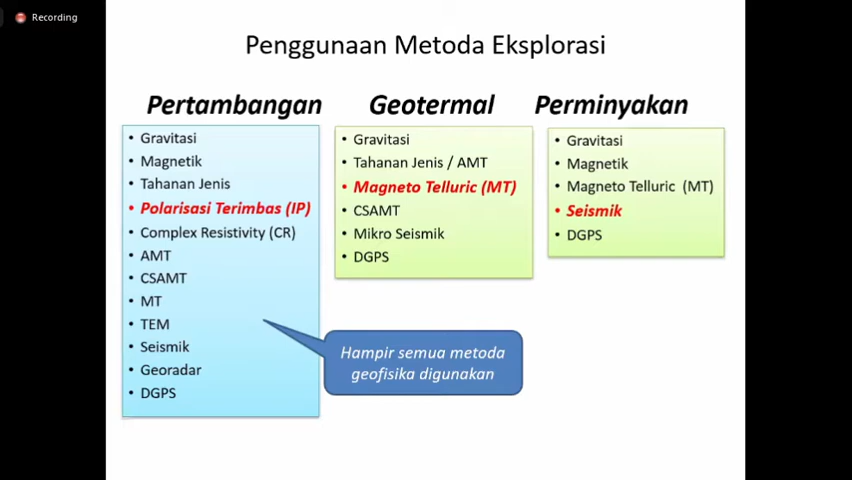 Recording
Penggunaan Metoda Eksplorasi
Pertambangan
• Gravitasi
• Magnetik
• Tahanan Jenis
• Polarisasi Terimbas (IP)
• Complex Resistivity (CR)
• AMT
• CSAMT
• MT
• TEM
• Seismik
• Georadar
• DGPS
Hampir semua metoda
geofisika digunakan
Geotermal
• Gravitasi
• Tahanan Jenis / AMT
• Magneto Telluric (MT)
• CSAMT
• Mikro Seismik
• DGPS
Perminyakan
• Gravitasi
• Magnetik
• Magneto Telluric (MT)
• Seismik
• DGPS